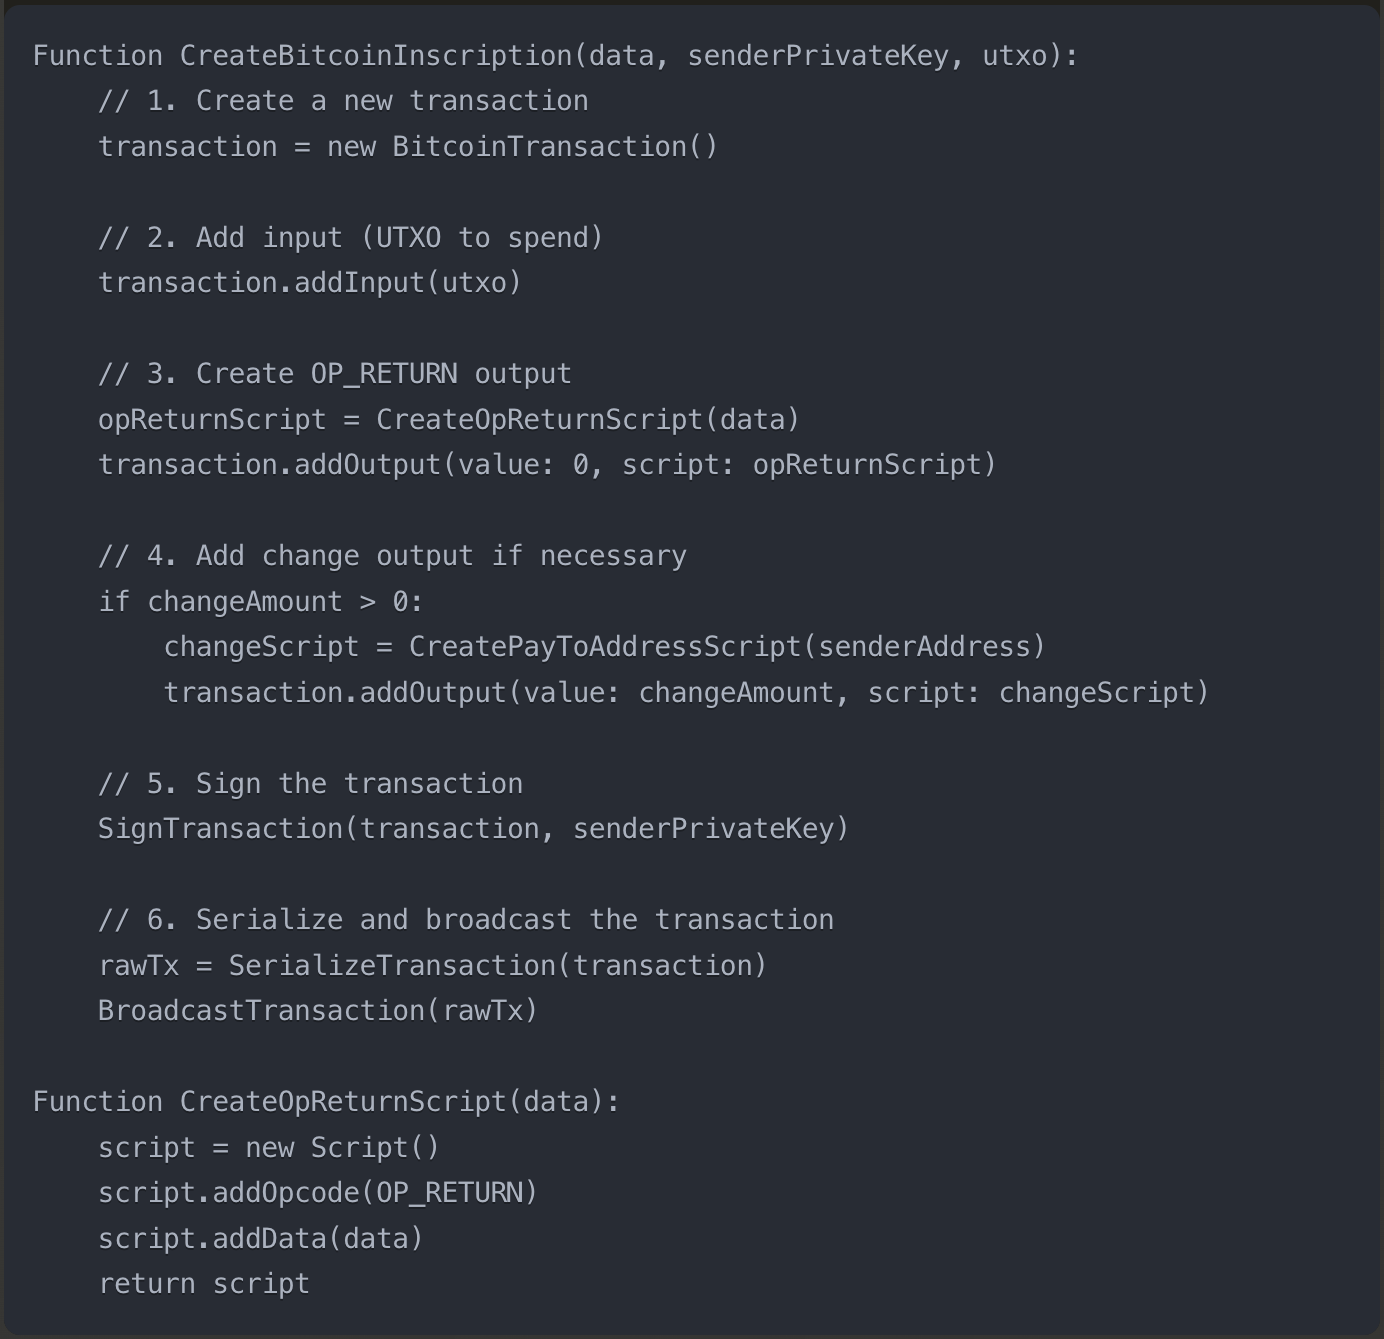 Function CreateBitcoinInscription(data, senderPrivateKey, utxo):
    // 1. Create a new transaction
    transaction = new BitcoinTransaction()

    // 2. Add input (UTXO to spend)
    transaction.addInput(utxo)

    // 3. Create OP_RETURN output
    opReturnScript = CreateOpReturnScript(data)
    transaction.addOutput(value: 0, script: opReturnScript)

    // 4. Add change output if necessary
    if changeAmount > 0:
        changeScript = CreatePayToAddressScript(senderAddress)
        transaction.addOutput(value: changeAmount, script: changeScript)

    // 5. Sign the transaction
    SignTransaction(transaction, senderPrivateKey)

    // 6. Serialize and broadcast the transaction
    rawTx = SerializeTransaction(transaction)
    BroadcastTransaction(rawTx)

Function CreateOpReturnScript(data):
    script = new Script()
    script.addOpcode(OP_RETURN)
    script.addData(data)
    return script